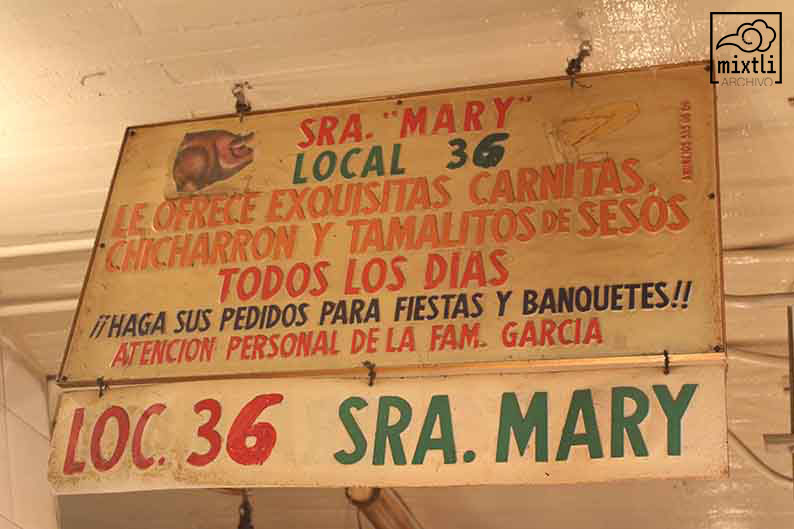 mixtli
ARCHIVO
SRA. "MARY"
LOCAL 36
LE OFRECE EXQUISITAS CARNITAS,
CHICHARRON Y TAMALITOS DE SESOS
TODOS LOS DIAS
¡¡HAGA SUS PEDIDOS PARA FIESTAS Y BANQUETES!!
ATENCION PERSONAL DE LA FAM. GARCIA
LOC. 36 SRA. MARY